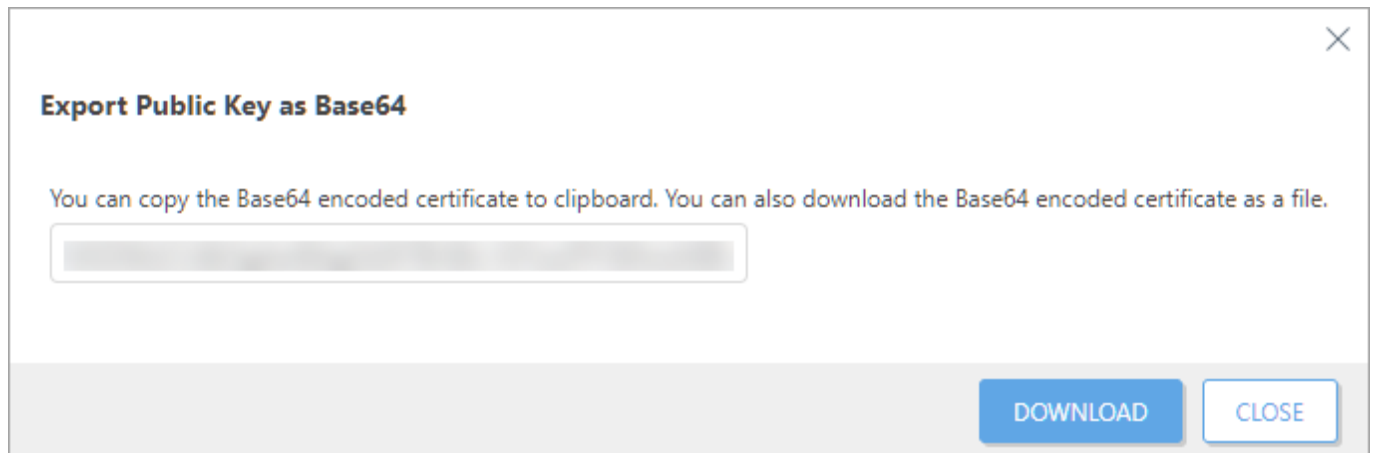 Export Public Key as Base64
You can copy the Base64 encoded certificate to clipboard. You can also download the Base64 encoded certificate as a file.
DOWNLOAD CLOSE